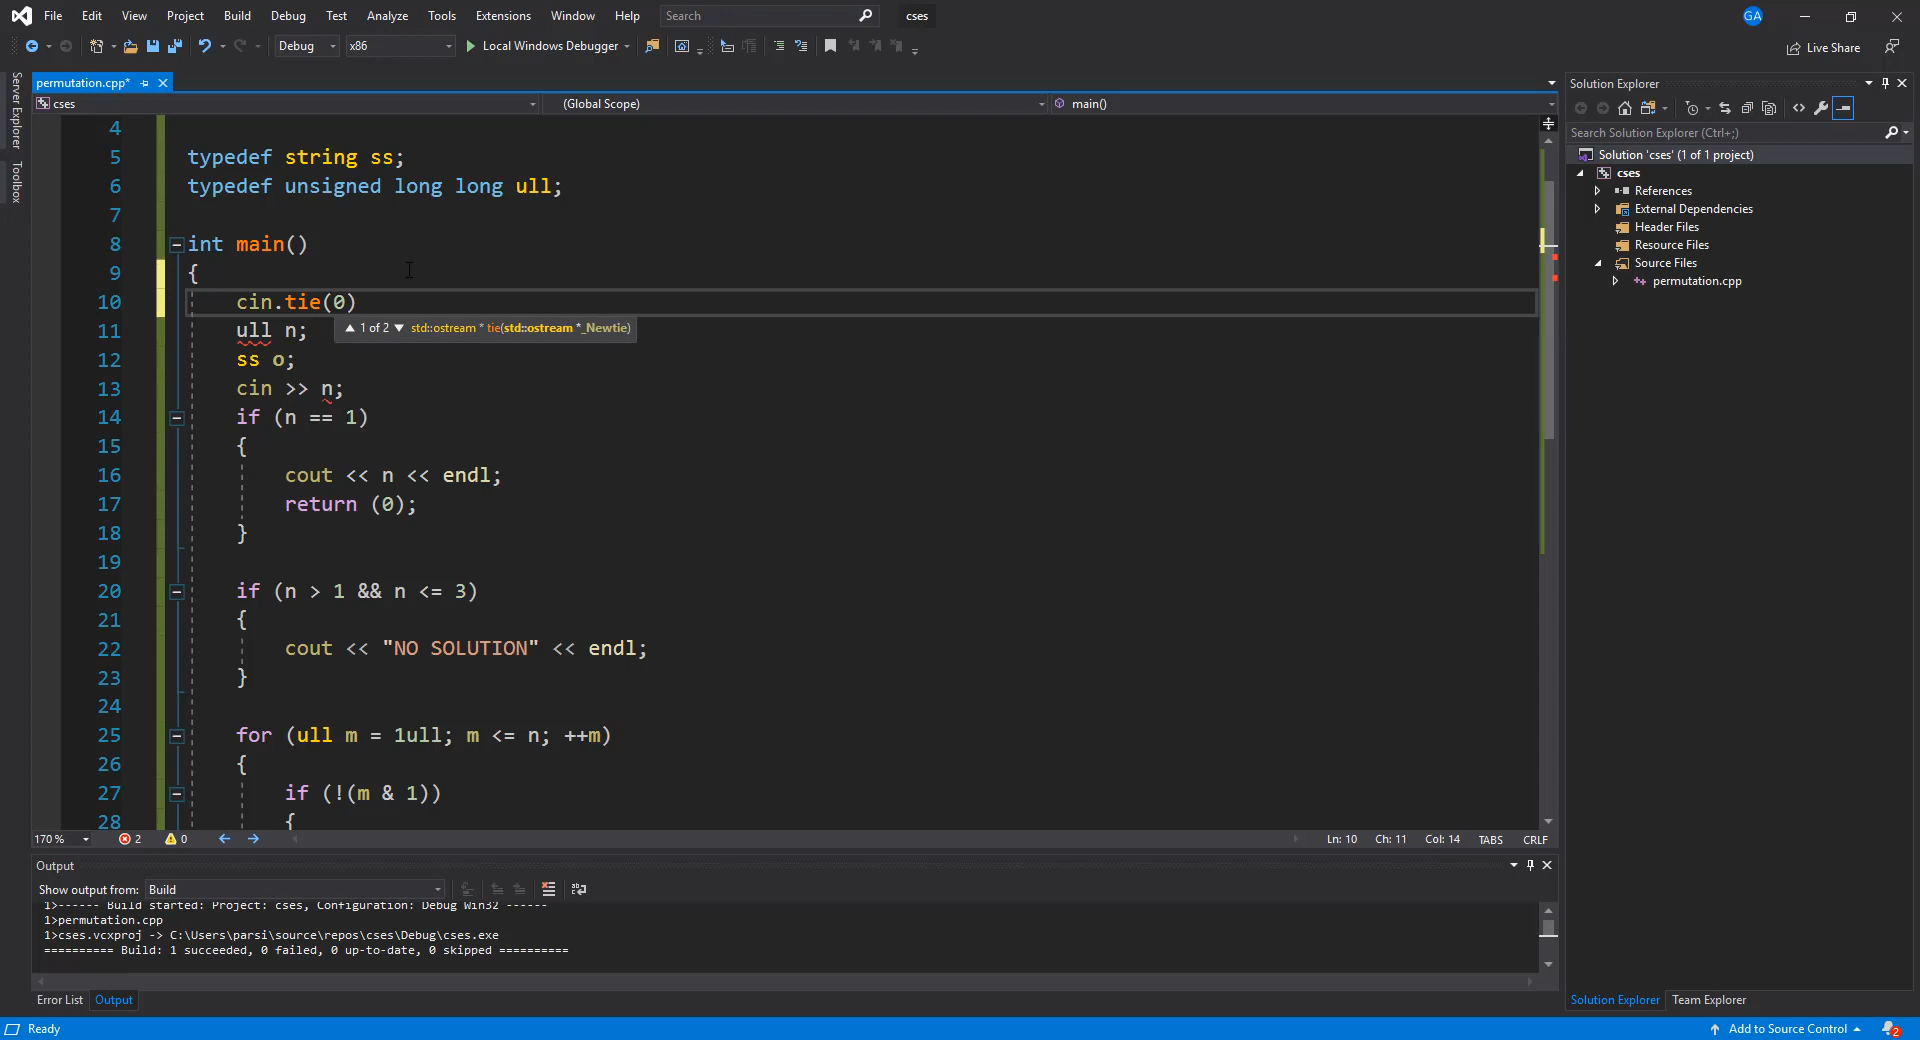 File Edit View Project Build Debug Test Analyze Tools Extensions Window Help Search cses GA
Debug x86 Local Windows Debugger Live Share
Server Explorer
Toolbox
permutation.cpp*
cses (Global Scope) main()
4
5 typedef string ss;
6 typedef unsigned long long ull;
7
8 int main()
9 {
10 cin.tie(0)
1 of 2 std::ostream * tie(std::ostream *_Newtie)
11 ull n;
12 ss o;
13 cin >> n;
14 if (n == 1)
15 {
16 cout << n << endl;
17 return (0);
18 }
19
20 if (n > 1 && n <= 3)
21 {
22 cout << "NO SOLUTION" << endl;
23 }
24
25 for (ull m = 1ull; m <= n; ++m)
26 {
27 if (!(m & 1))
28 {
170 % 2 0 Ln: 10 Ch: 11 Col: 14 TABS CRLF
Output
Show output from: Build
1>------ Build started: Project: cses, Configuration: Debug Win32 ------
1>permutation.cpp
1>cses.vcxproj -> C:\Users\parsi\source\repos\cses\Debug\cses.exe
========== Build: 1 succeeded, 0 failed, 0 up-to-date, 0 skipped ==========
Error List Output
Solution Explorer
Search Solution Explorer (Ctrl+;)
Solution 'cses' (1 of 1 project)
cses
References
External Dependencies
Header Files
Resource Files
Source Files
permutation.cpp
Solution Explorer Team Explorer
Ready Add to Source Control 2